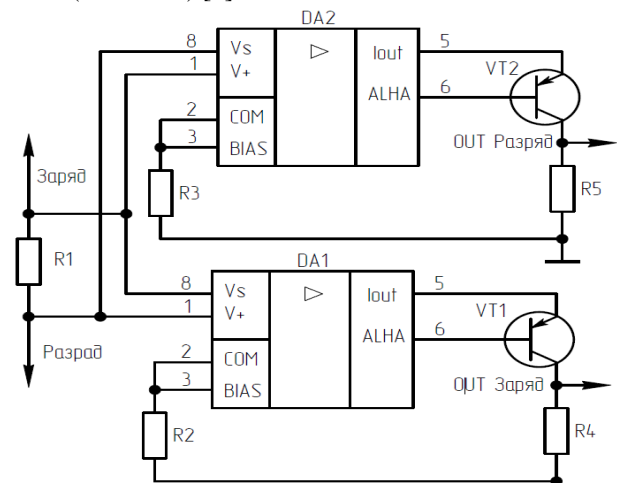 DA2
8 Vs Iout 5
1 V+ VT2
ALHA 6
2 COM
3 BIAS OUT Разряд
Заряд R3 R5
R1 DA1
8 Vs Iout 5
1 V+ VT1
Разрад ALHA 6
2 COM
3 BIAS OUT Заряд
R2 R4